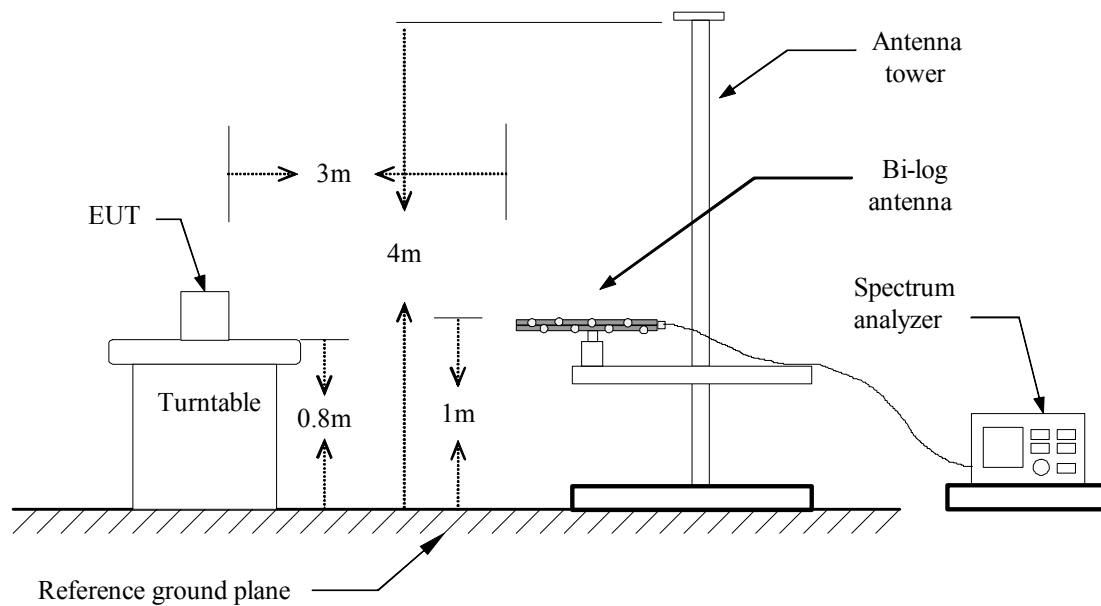 Antenna
tower
3m
Bi-log
antenna
EUT
4m
Spectrum
analyzer
Turntable
0.8m
1m
Reference ground plane